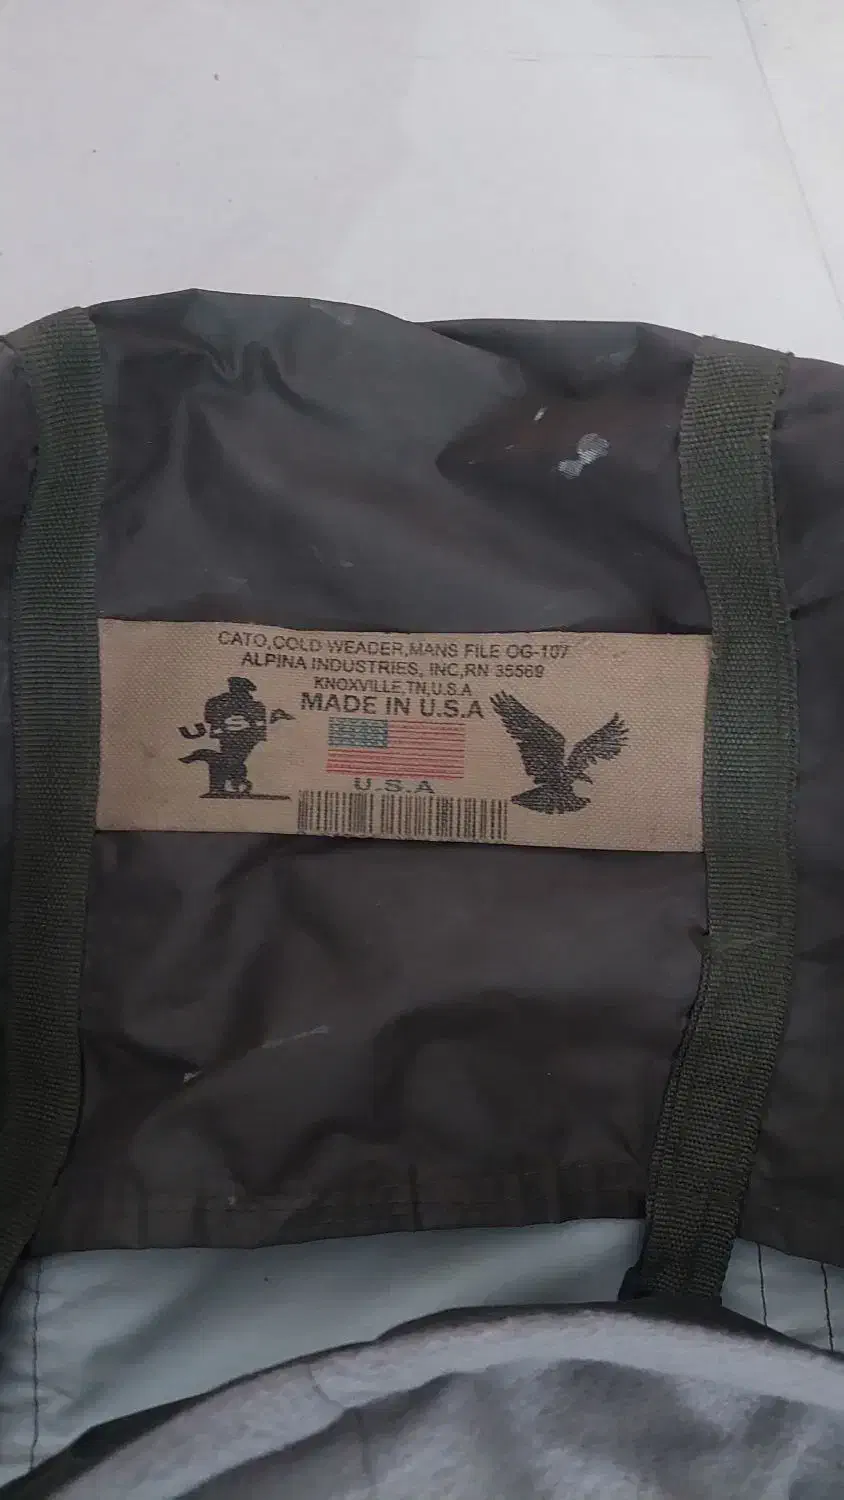 CATO,COLD WEADER,MANS FILE OG-107
ALPINA INDUSTRIES, INC,RN 35569
KNOXVILLE,TN,U.S.A
MADE IN U.S.A
U.S.A
U.S.A